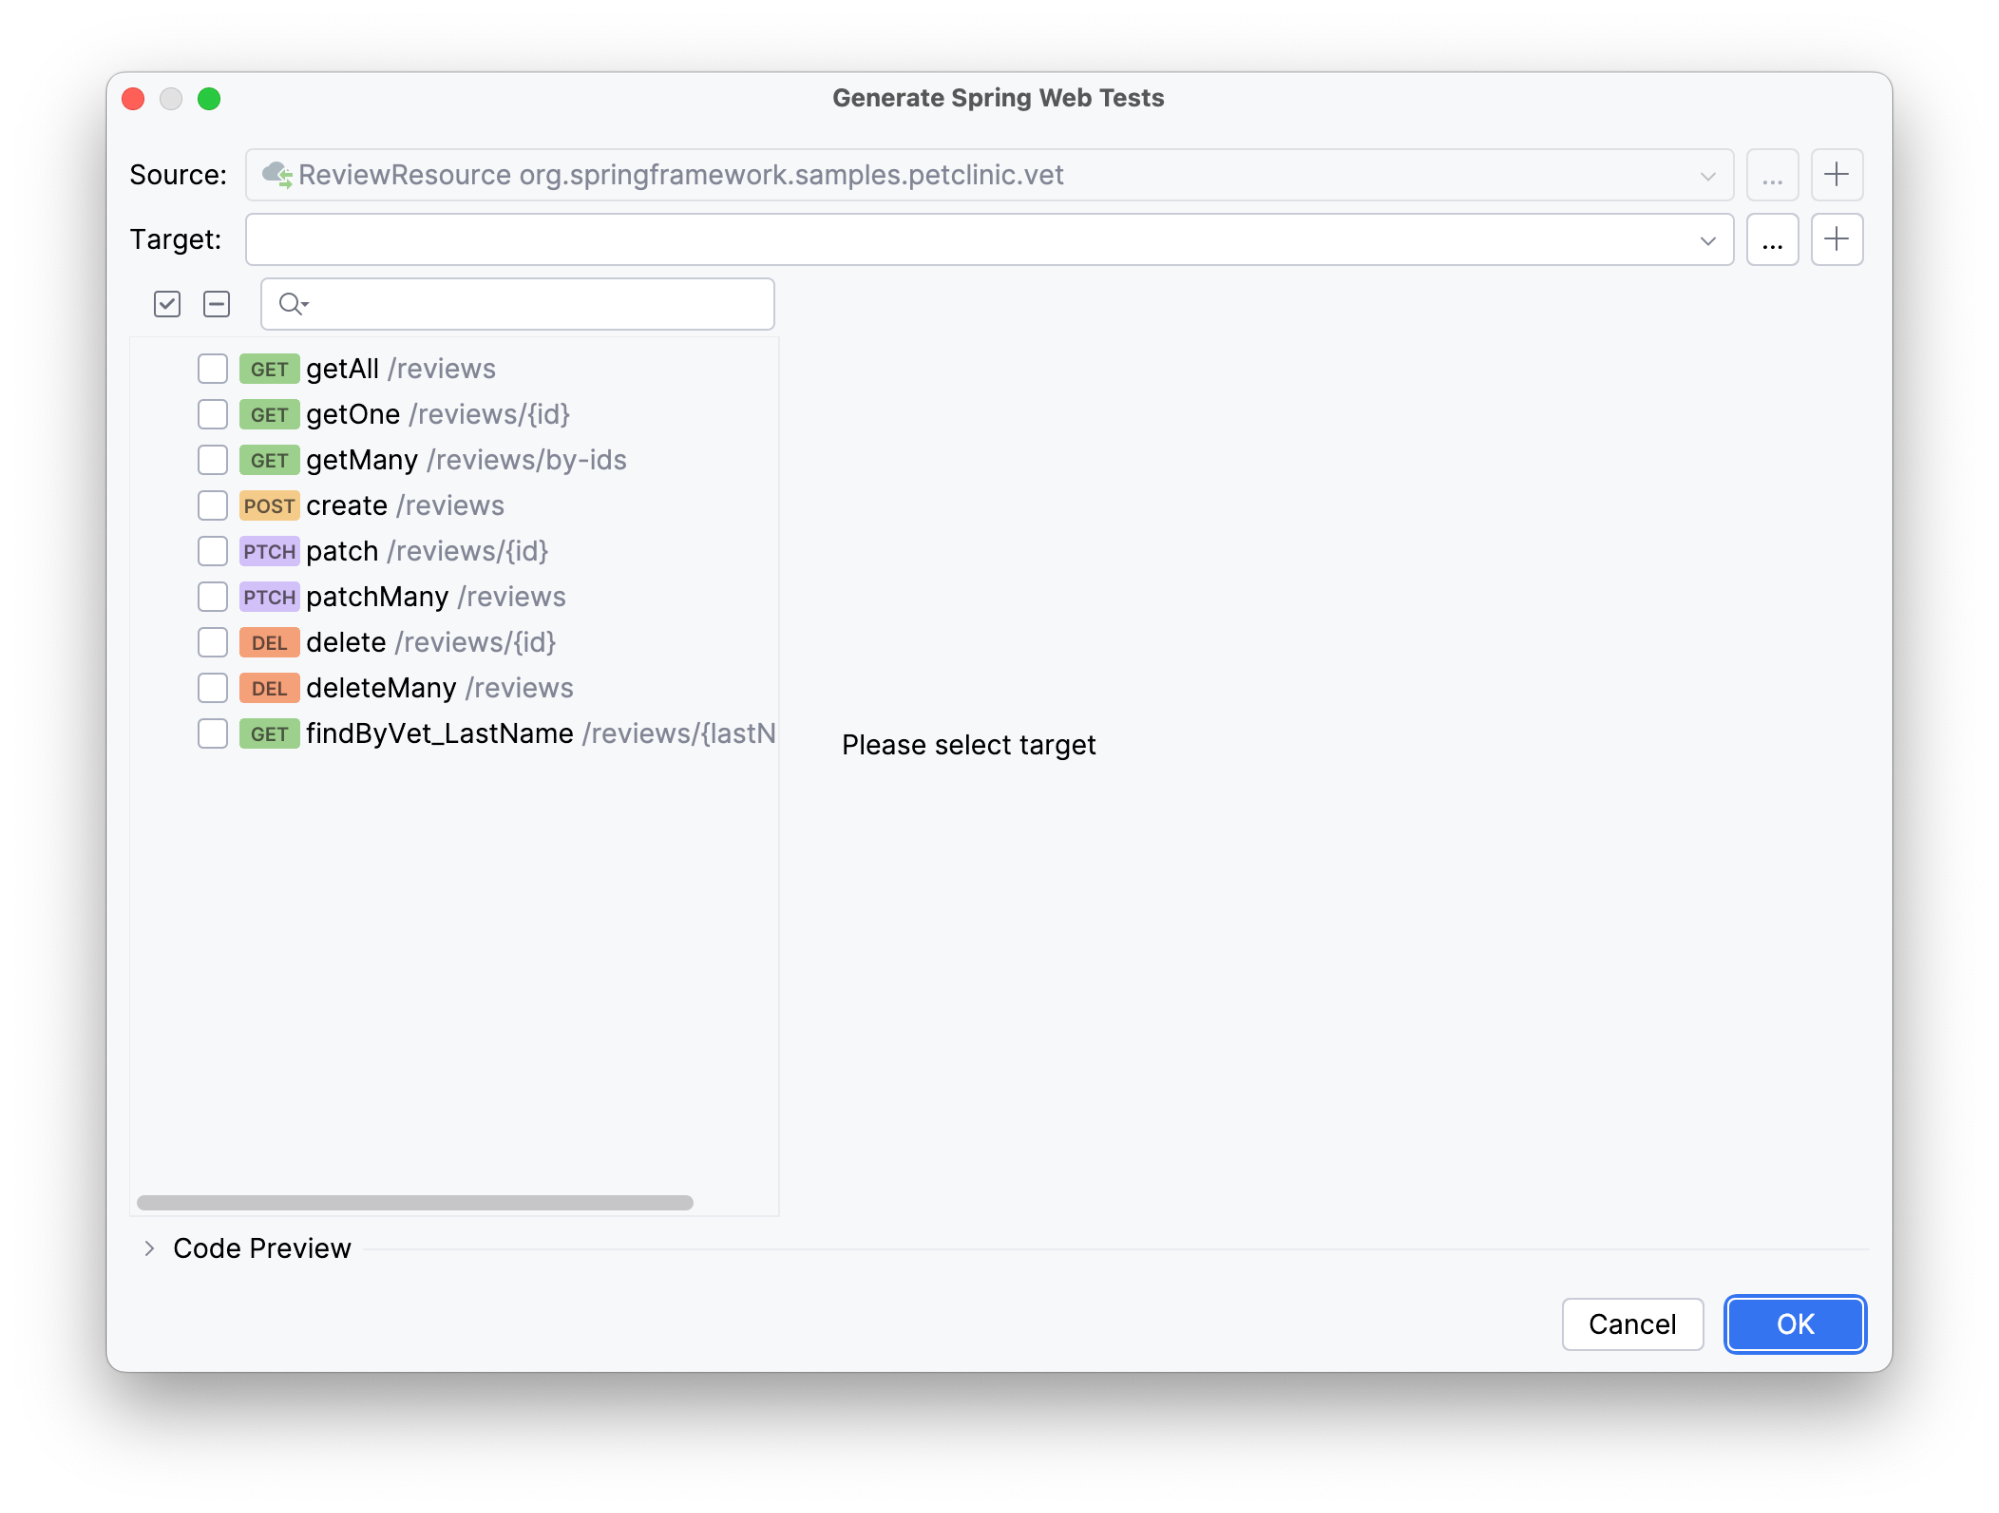 Generate Spring Web Tests
Source: ReviewResource org.springframework.samples.petclinic.vet ...
Target: ...
GET getAll /reviews
GET getOne /reviews/{id}
GET getMany /reviews/by-ids
POST create /reviews
PTCH patch /reviews/{id}
PTCH patchMany /reviews
DEL delete /reviews/{id}
DEL deleteMany /reviews
GET findByVet_LastName /reviews/{lastN
Please select target
Code Preview
Cancel OK